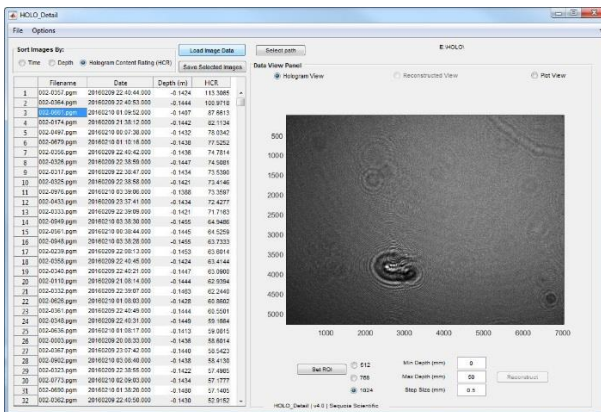 HOLO_Detail
File Options
Sort Images By:
Time Depth Hologram Content Rating (HCR)
Load Image Data
Save Selected Images
Select path
E:\HOLO\
Data View Panel
Hologram View Reconstructed View Plot View
Filename Date Depth (m) HCR
1 002-0357.pgm 20160209 22:40:44.000 -0.1424 113.3065
2 002-0364.pgm 20160209 22:40:53.000 -0.1444 100.9718
3 002-0661.pgm 20160210 01:09:52.000 -0.1407 87.6613
4 002-0174.pgm 20160209 21:38:12.000 -0.1442 82.1134
5 002-0497.pgm 20160210 00:07:38.000 -0.1432 78.0342
6 002-0679.pgm 20160210 01:10:16.000 -0.1438 77.5252
7 002-0356.pgm 20160209 22:40:42.000 -0.1438 74.7814
8 002-0326.pgm 20160209 22:38:59.000 -0.1447 74.5881
9 002-0317.pgm 20160209 22:38:47.000 -0.1434 73.5390
10 002-0325.pgm 20160209 22:38:58.000 -0.1421 73.4146
11 002-0976.pgm 20160210 03:39:06.000 -0.1388 73.3597
12 002-0433.pgm 20160209 23:37:41.000 -0.1434 72.4277
13 002-0333.pgm 20160209 22:39:09.000 -0.1421 71.7163
14 002-0949.pgm 20160210 03:38:30.000 -0.1455 64.9486
15 002-0561.pgm 20160210 00:38:44.000 -0.1445 64.5259
16 002-0948.pgm 20160210 03:38:28.000 -0.1455 63.7333
17 002-0239.pgm 20160209 22:08:13.000 -0.1453 63.6014
18 002-0358.pgm 20160209 22:40:45.000 -0.1424 63.4144
19 002-0340.pgm 20160209 22:40:21.000 -0.1447 63.0900
20 002-0110.pgm 20160209 21:08:14.000 -0.1444 62.9394
21 002-0332.pgm 20160209 22:39:07.000 -0.1463 62.2440
22 002-0626.pgm 20160210 01:08:03.000 -0.1428 60.8602
23 002-0361.pgm 20160209 22:40:49.000 -0.1444 60.5501
24 002-0348.pgm 20160209 22:40:31.000 -0.1449 59.1684
25 002-0636.pgm 20160210 01:08:17.000 -0.1413 59.0815
26 002-0003.pgm 20160209 20:08:33.000 -0.1438 58.6014
27 002-0367.pgm 20160209 23:07:42.000 -0.1440 58.5423
28 002-0902.pgm 20160210 03:08:48.000 -0.1438 58.4138
29 002-0323.pgm 20160209 22:38:55.000 -0.1422 57.4985
30 002-0773.pgm 20160210 02:09:03.000 -0.1434 57.1777
31 002-0690.pgm 20160210 01:38:20.000 -0.1450 57.1405
32 002-0362.pgm 20160209 22:40:50.000 -0.1430 52.9152
500
1000
1500
2000
2500
3000
3500
4000
4500
5000
1000 2000 3000 4000 5000 6000 7000
Set ROI
512
768
1024
Min Depth (mm) 0
Max Depth (mm) 50
Step Size (mm) 0.5
Reconstruct
HOLO_Detail | v4.0 | Sequoia Scientific